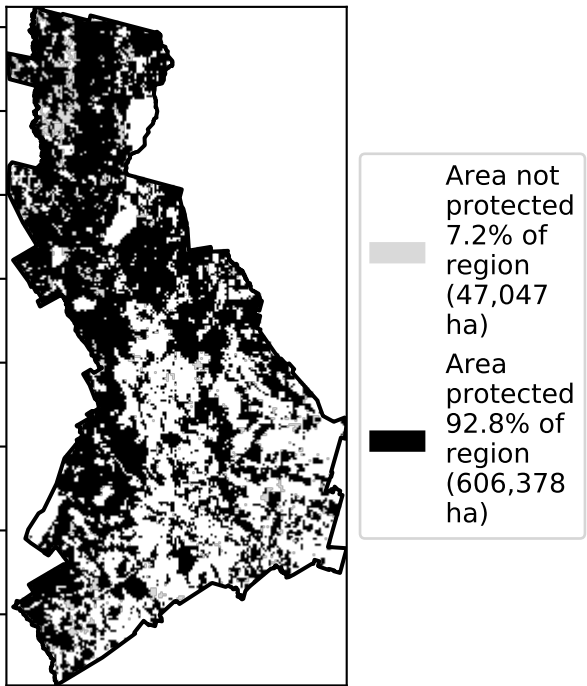 Area not
protected
7.2% of
region
(47,047
ha)
Area
protected
92.8% of
region
(606,378
ha)